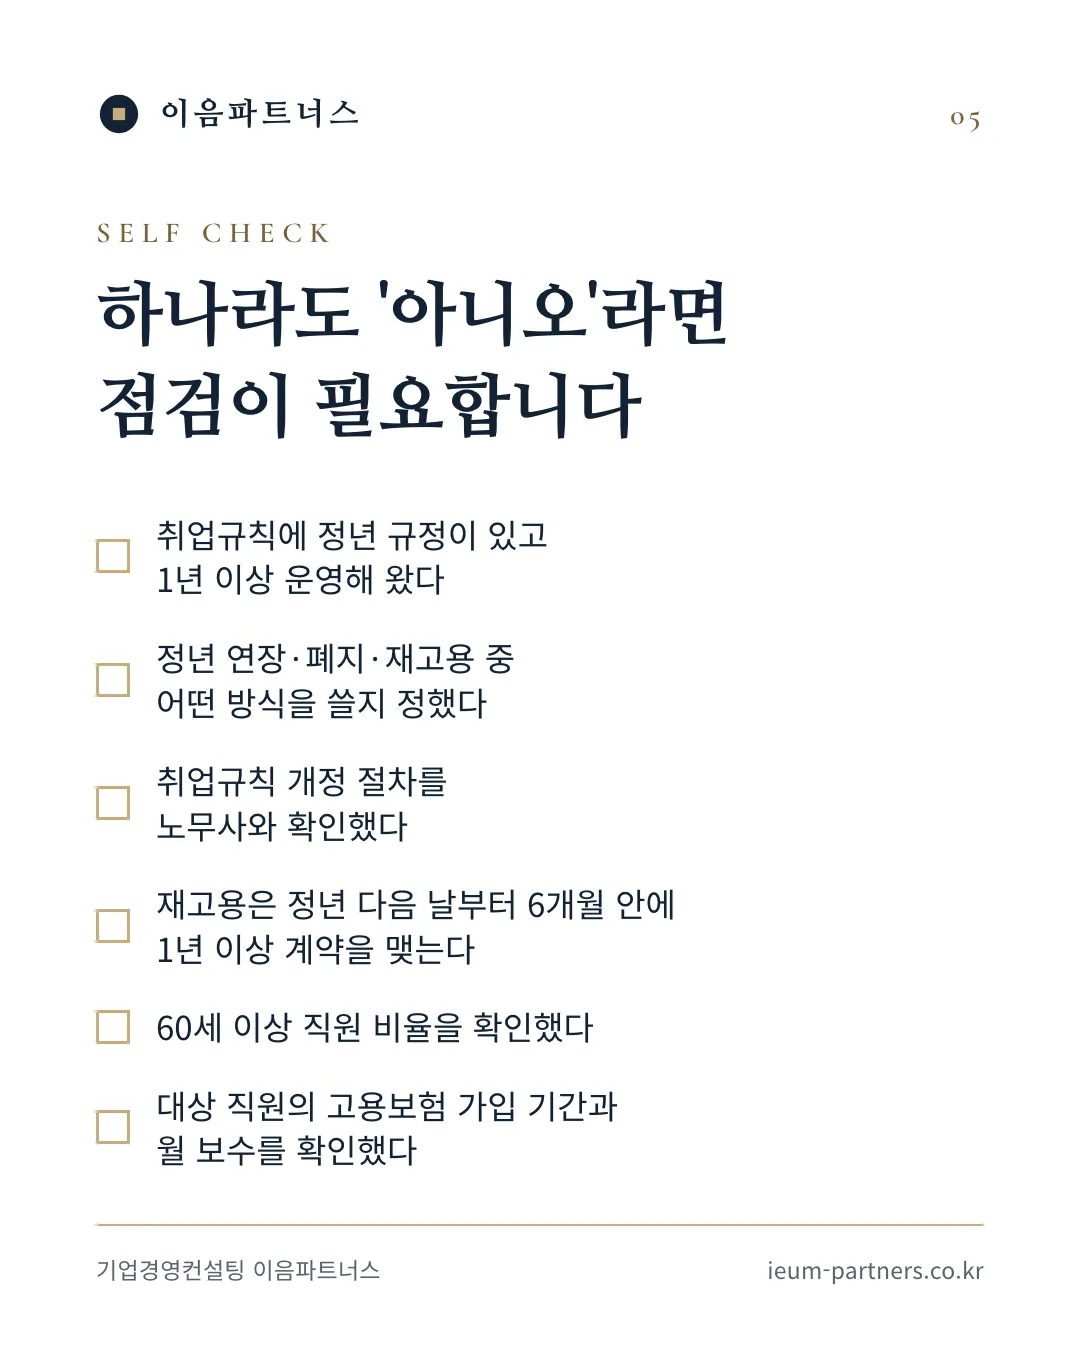 이음파트너스
05
SELF CHECK
하나라도 '아니오'라면
점검이 필요합니다
취업규칙에 정년 규정이 있고
1년 이상 운영해 왔다
정년 연장·폐지·재고용 중
어떤 방식을 쓸지 정했다
취업규칙 개정 절차를
노무사와 확인했다
재고용은 정년 다음 날부터 6개월 안에
1년 이상 계약을 맺는다
60세 이상 직원 비율을 확인했다
대상 직원의 고용보험 가입 기간과
월 보수를 확인했다
기업경영컨설팅 이음파트너스
ieum-partners.co.kr